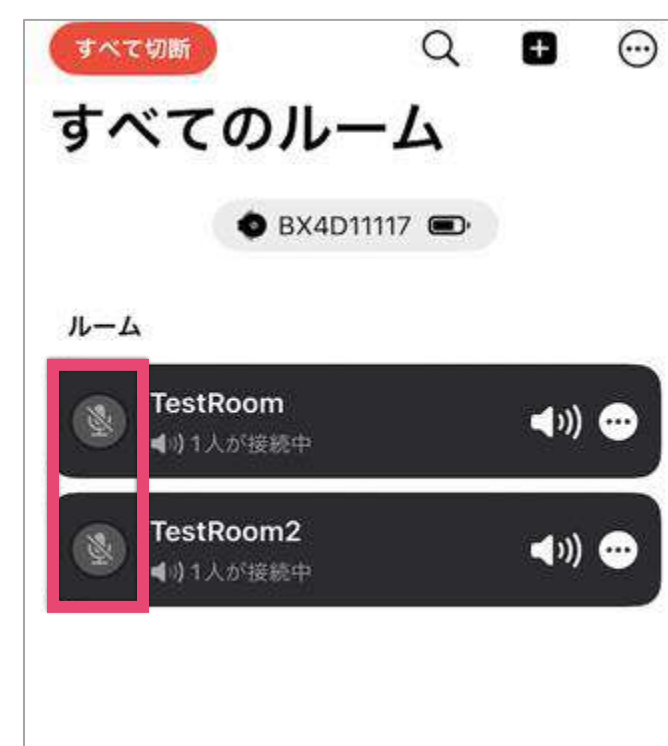 すべて切断
すべてのルーム
BX4D11117
ルーム
TestRoom
1人が接続中
TestRoom2
1人が接続中